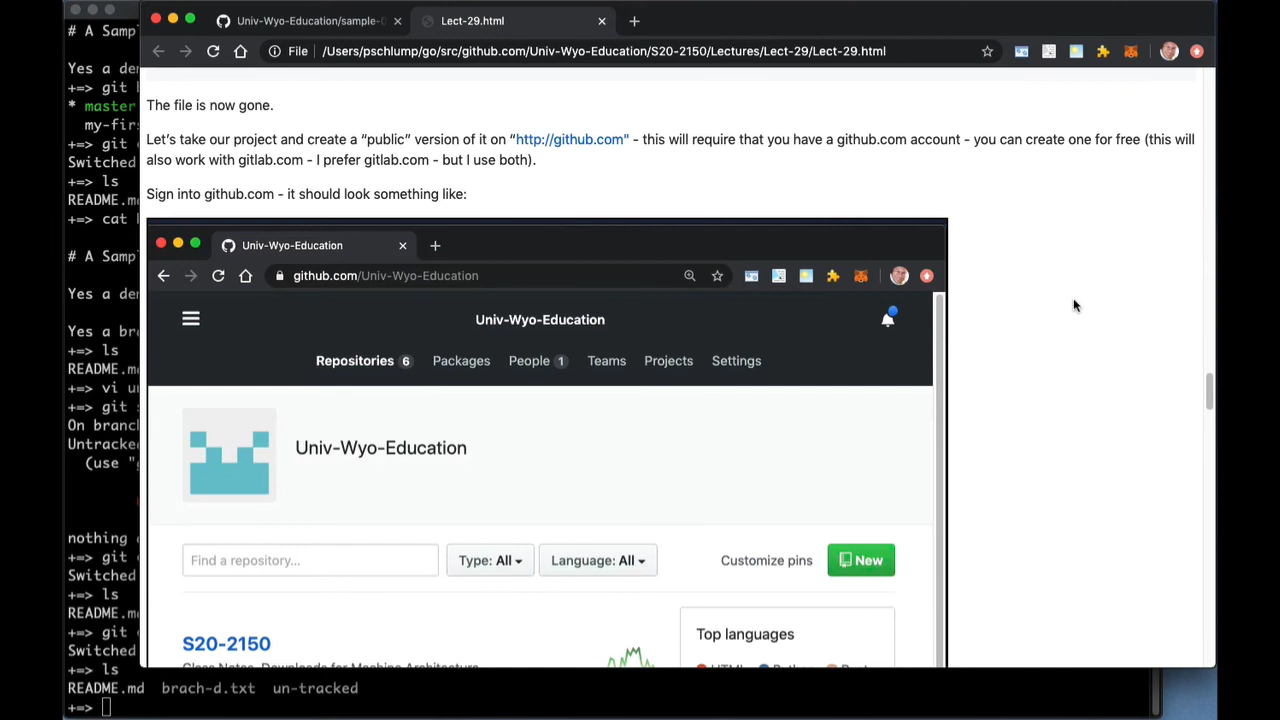 Univ-Wyo-Education/sample-
Lect-29.html
File /Users/pschlump/go/src/github.com/Univ-Wyo-Education/S20-2150/Lectures/Lect-29/Lect-29.html
The file is now gone.
Let's take our project and create a “public” version of it on “http://github.com" - this will require that you have a github.com account - you can create one for free (this will
also work with gitlab.com - I prefer gitlab.com - but I use both).
Sign into github.com - it should look something like:
Univ-Wyo-Education
github.com/Univ-Wyo-Education
Univ-Wyo-Education
Repositories 6 Packages People 1 Teams Projects Settings
Univ-Wyo-Education
Find a repository...
Type: All
Language: All
Customize pins
New
S20-2150
Top languages
# A Samp
Yes a de
+=> git
* master
my-fir
+=> git
Switched
+=> ls
README.m
+=> cat
# A Samp
Yes a de
Yes a br
+=> ls
README.m
+=> vi u
+=> git
On branc
Untracke
(use "
nothing
+=> git
Switched
+=> ls
README.m
+=> git
Switched
+=> ls
README.md brach-d.txt un-tracked
+=>